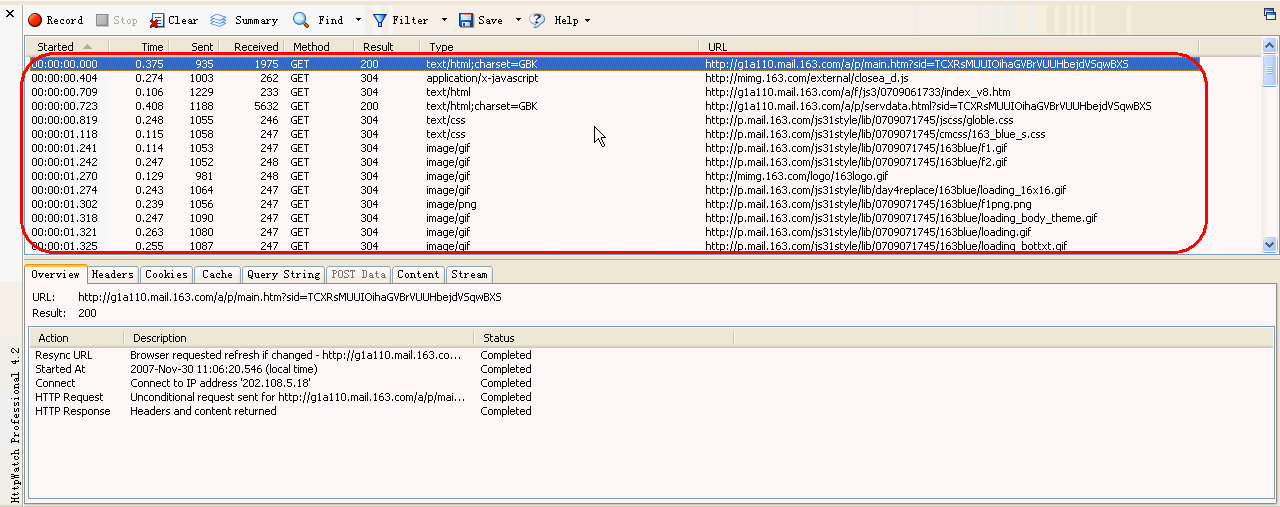 Record Stop Clear Summary Find Filter Save Help
Started Time Sent Received Method Result Type URL
00:00:00.000 0.375 935 1975 GET 200 text/html;charset=GBK http://g1a110.mail.163.com/a/p/main.htm?sid=TCXRsMUUIOihaGVBrVUUHbejdVSqwBXS
00:00:00.404 0.274 1003 262 GET 304 application/x-javascript http://mimg.163.com/external/closea_d.js
00:00:00.709 0.106 1229 233 GET 304 text/html http://g1a110.mail.163.com/a/f/js3/0709061733/index_v8.htm
00:00:00.723 0.408 1188 5632 GET 200 text/html;charset=GBK http://g1a110.mail.163.com/a/p/servdata.html?sid=TCXRsMUUIOihaGVBrVUUHbejdVSqwBXS
00:00:00.819 0.248 1055 246 GET 304 text/css http://p.mail.163.com/js31style/lib/0709071745/jscss/globle.css
00:00:01.118 0.115 1058 247 GET 304 text/css http://p.mail.163.com/js31style/lib/0709071745/cmcss/163_blue_s.css
00:00:01.241 0.114 1053 247 GET 304 image/gif http://p.mail.163.com/js31style/lib/0709071745/163blue/f1.gif
00:00:01.242 0.247 1052 248 GET 304 image/gif http://p.mail.163.com/js31style/lib/0709071745/163blue/f2.gif
00:00:01.270 0.129 981 248 GET 304 image/gif http://mimg.163.com/logo/163logo.gif
00:00:01.274 0.243 1064 247 GET 304 image/gif http://p.mail.163.com/js31style/lib/day4replace/163blue/loading_16x16.gif
00:00:01.302 0.239 1056 247 GET 304 image/png http://p.mail.163.com/js31style/lib/0709071745/163blue/f1png.png
00:00:01.318 0.247 1090 247 GET 304 image/gif http://p.mail.163.com/js31style/lib/0709071745/163blue/loading_body_theme.gif
00:00:01.321 0.263 1080 247 GET 304 image/gif http://p.mail.163.com/js31style/lib/0709071745/163blue/loading.gif
00:00:01.325 0.255 1087 247 GET 304 image/gif http://p.mail.163.com/js31style/lib/0709071745/163blue/loading_bottxt.gif
Overview Headers Cookies Cache Query String POST Data Content Stream
URL: http://g1a110.mail.163.com/a/p/main.htm?sid=TCXRsMUUIOihaGVBrVUUHbejdVSqwBXS
Result: 200
Action Description Status
Resync URL Browser requested refresh if changed - http://g1a110.mail.163.co... Completed
Started At 2007-Nov-30 11:06:20.546 (local time) Completed
Connect Connect to IP address '202.108.5.18' Completed
HTTP Request Unconditional request sent for http://g1a110.mail.163.com/a/p/mai... Completed
HTTP Response Headers and content returned Completed
HttpWatch Professional 4.2